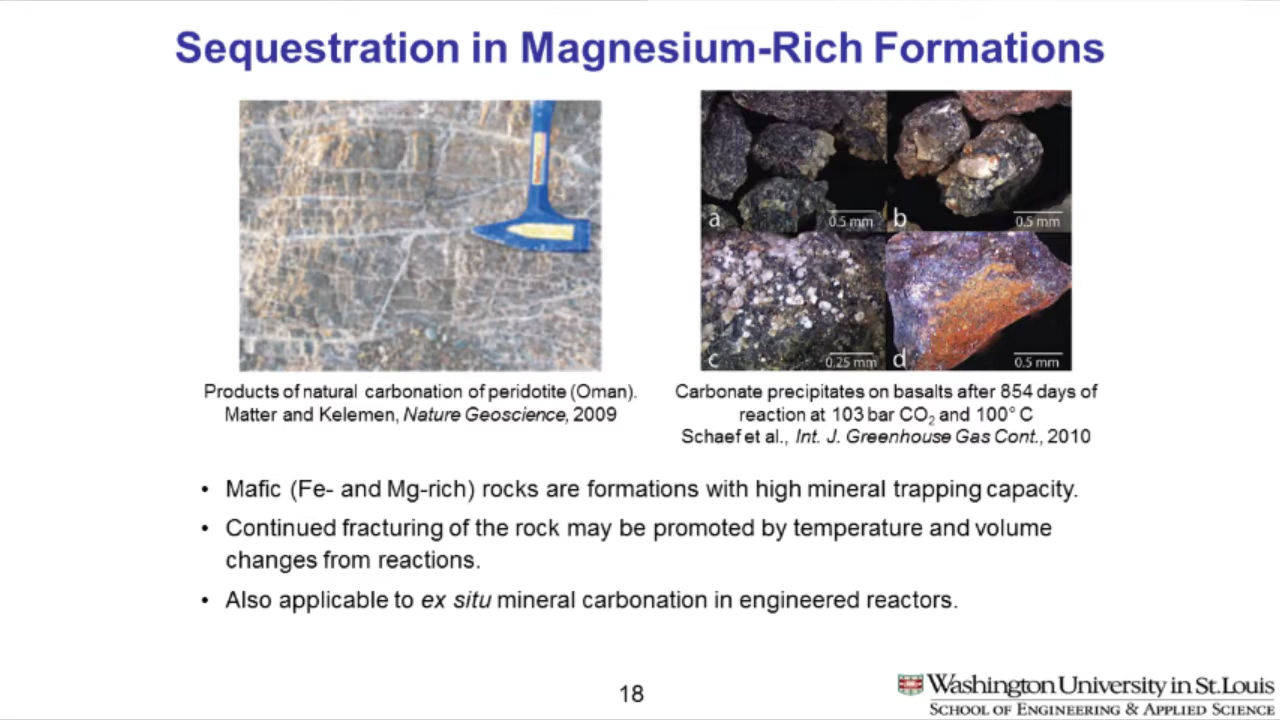 Sequestration in Magnesium-Rich Formations
a
0.5 mm
b
0.5 mm
c
0.25 mm
d
0.5 mm
Products of natural carbonation of peridotite (Oman).
Matter and Kelemen, Nature Geoscience, 2009
Carbonate precipitates on basalts after 854 days of
reaction at 103 bar CO₂ and 100° C
Schaef et al., Int. J. Greenhouse Gas Cont., 2010
• Mafic (Fe- and Mg-rich) rocks are formations with high mineral trapping capacity.
• Continued fracturing of the rock may be promoted by temperature and volume
changes from reactions.
• Also applicable to ex situ mineral carbonation in engineered reactors.
18
Washington University in St. Louis
SCHOOL OF ENGINEERING & APPLIED SCIENCE